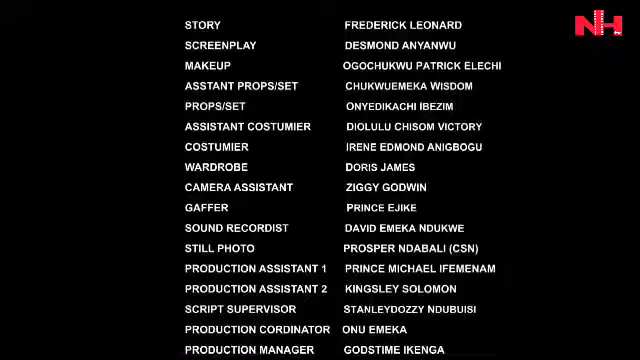 STORY FREDERICK LEONARD
SCREENPLAY DESMOND ANYANWU
MAKEUP OGOCHUKWU PATRICK ELECHI
ASSTANT PROPS/SET CHUKWUEMEKA WISDOM
PROPS/SET ONYEDIKACHI IBEZIM
ASSISTANT COSTUMIER DIOLULU CHISOM VICTORY
COSTUMIER IRENE EDMOND ANIGBOGU
WARDROBE DORIS JAMES
CAMERA ASSISTANT ZIGGY GODWIN
GAFFER PRINCE EJIKE
SOUND RECORDIST DAVID EMEKA NDUKWE
STILL PHOTO PROSPER NDABALI (CSN)
PRODUCTION ASSISTANT 1 PRINCE MICHAEL IFEMENAM
PRODUCTION ASSISTANT 2 KINGSLEY SOLOMON
SCRIPT SUPERVISOR STANLEYDOZZY NDUBUISI
PRODUCTION CORDINATOR ONU EMEKA
PRODUCTION MANAGER GODSTIME IKENGA
NH TV